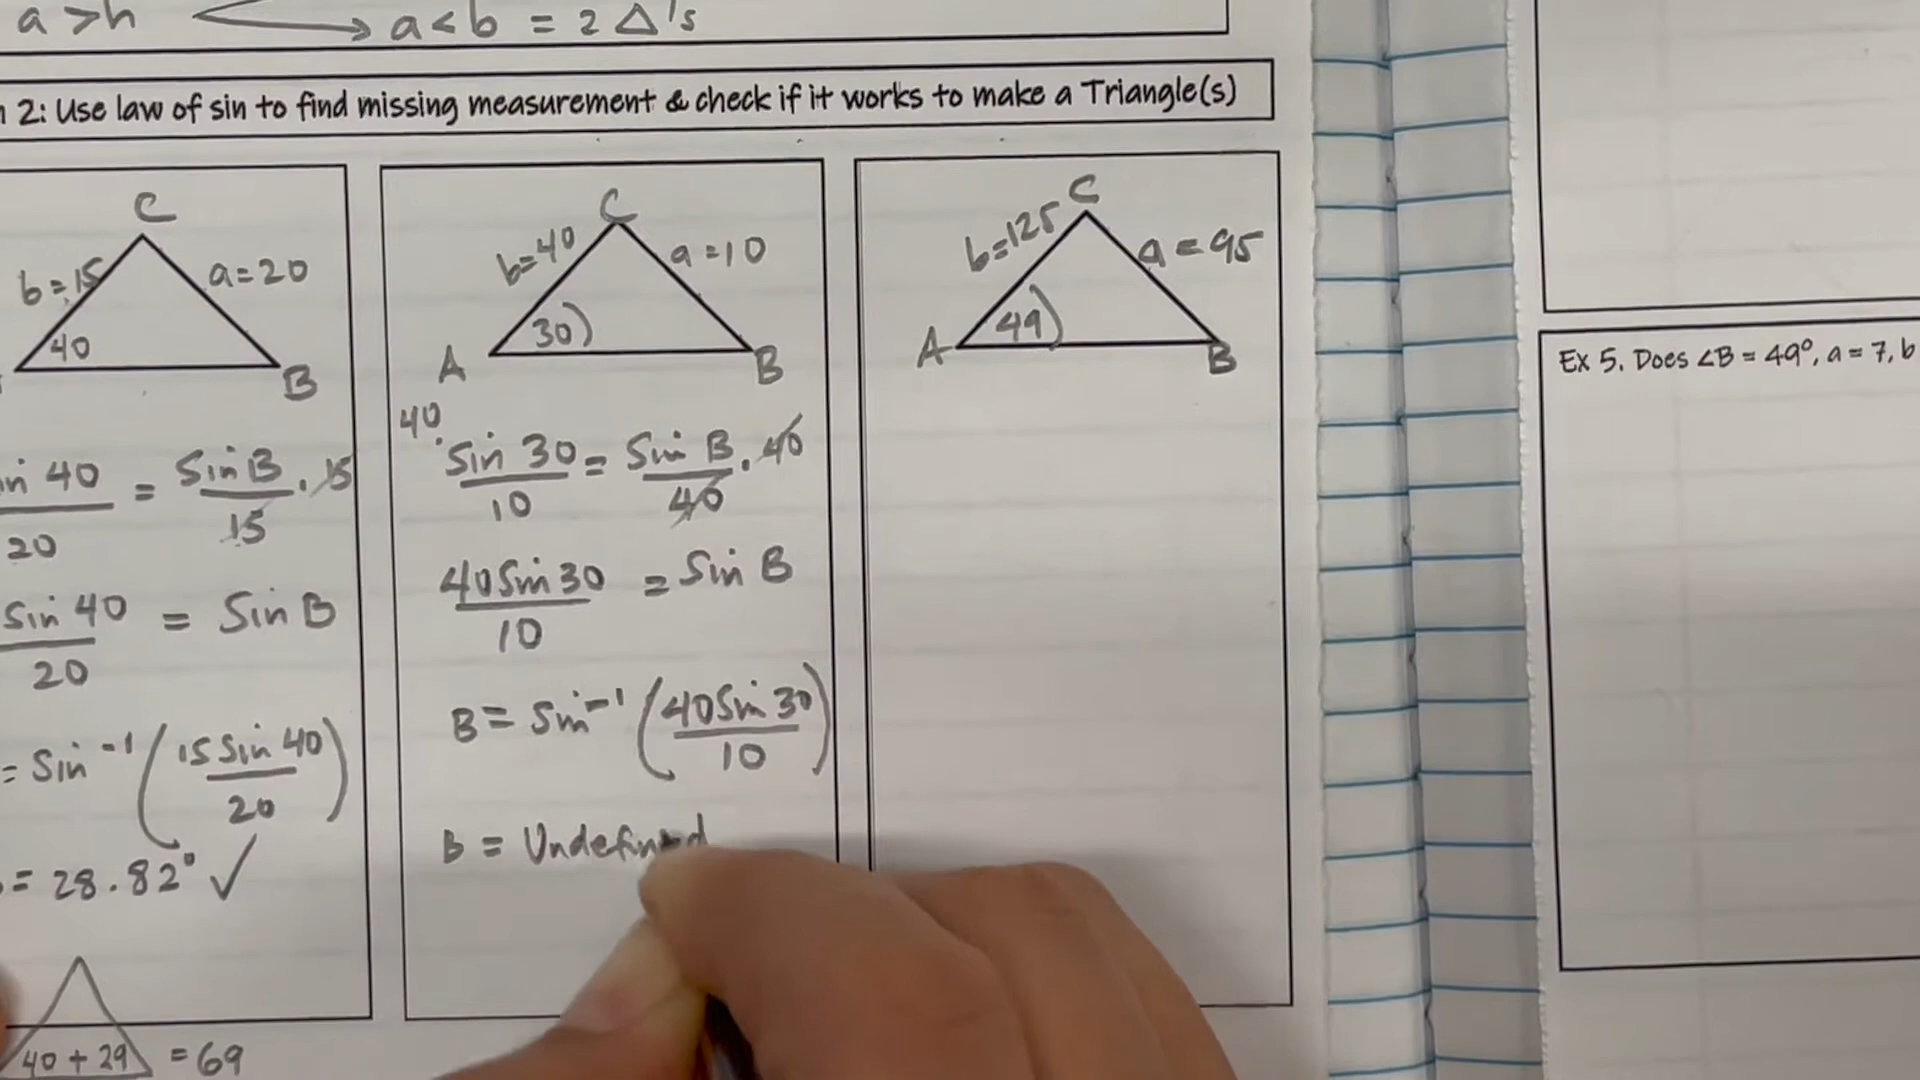 a > h → a < b = 2 △'s
2: Use law of sin to find missing measurement & check if it works to make a Triangle(s)
C
b = 15
a = 20
40
B
sin 40 / 20 = Sin B / 15 . 15
sin 40 / 20 = Sin B
= Sin⁻¹ (15 Sin 40 / 20)
= 28.82° ✓
40 + 29 = 69
C
b = 40
a = 10
30
A
B
40 . Sin 30 / 10 = Sin B / 40 . 40
40 Sin 30 / 10 = Sin B
B = Sin⁻¹ (40 Sin 30 / 10)
B = Undefined
C
b = 125
a = 95
49
A
B
Ex 5. Does ∠B = 49°, a = 7, b